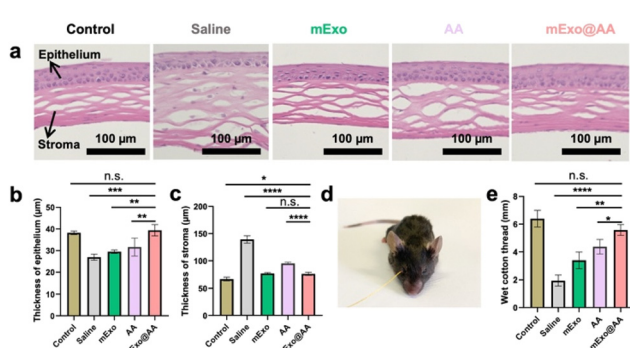 Control Saline mExo AA mExo@AA
a
Epithelium
Stroma
100 μm 100 μm 100 μm 100 μm 100 μm
b
Thickness of epithelium (μm)
n.s.
***
**
**
50
40
30
20
10
0
Control Saline mExo AA mExo@AA
c
Thickness of stroma (μm)
*
****
n.s.
****
200
150
100
50
0
Control Saline mExo AA mExo@AA
d
e
Wet cotton thread (mm)
n.s.
****
**
*
8
6
4
2
0
Control Saline mExo AA mExo@AA